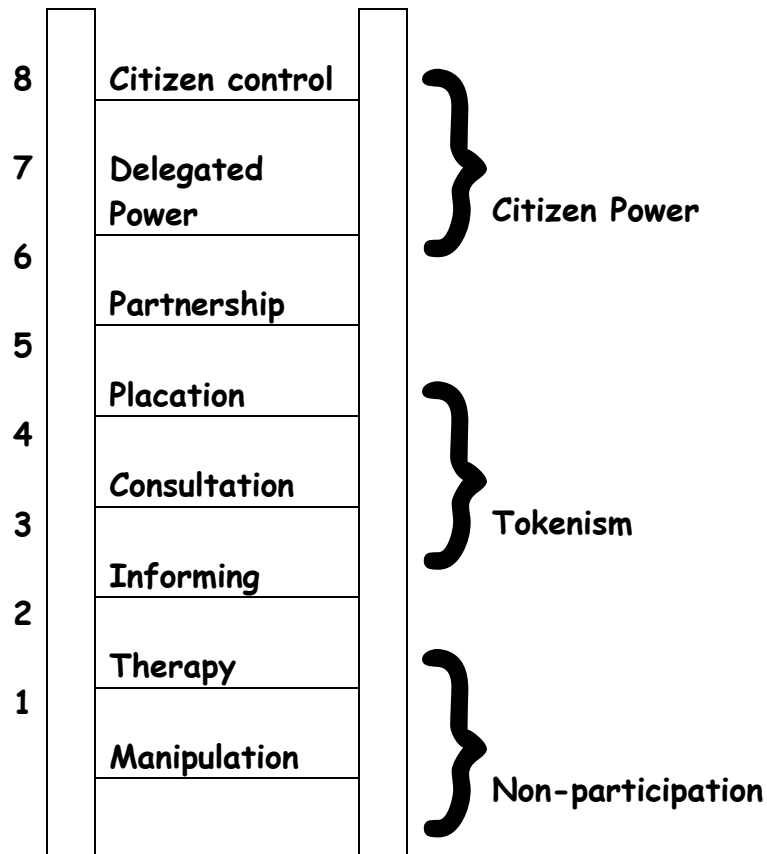 8 Citizen control
7 Delegated
Power
Citizen Power
6
Partnership
5
Placation
4
Consultation
3
Tokenism
Informing
2
Therapy
1
Manipulation
Non-participation